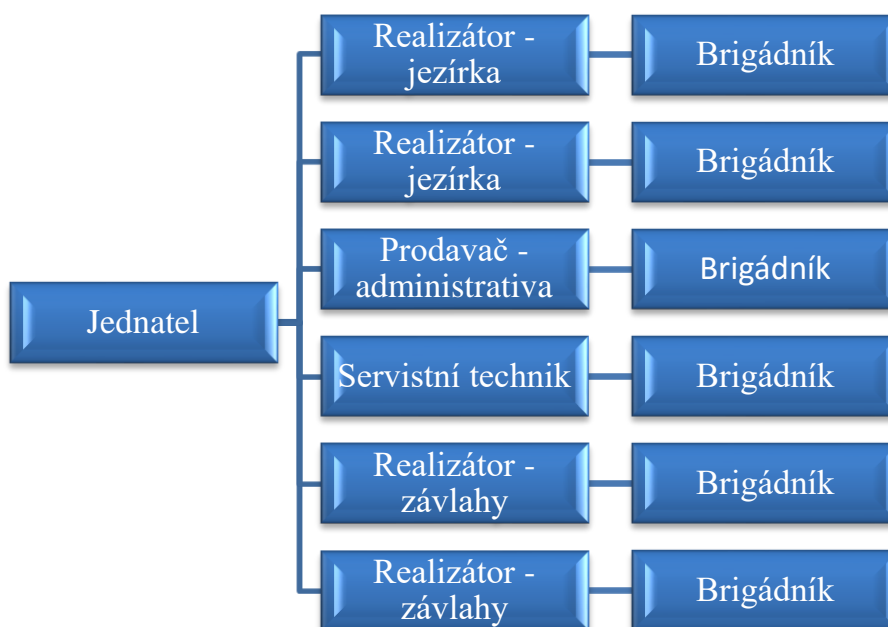 Realizátor -
jezírka
Brigádník
Realizátor -
jezírka
Brigádník
Prodavač -
administrativa
Brigádník
Jednatel
Servistní technik
Brigádník
Realizátor -
závlahy
Brigádník
Realizátor -
závlahy
Brigádník